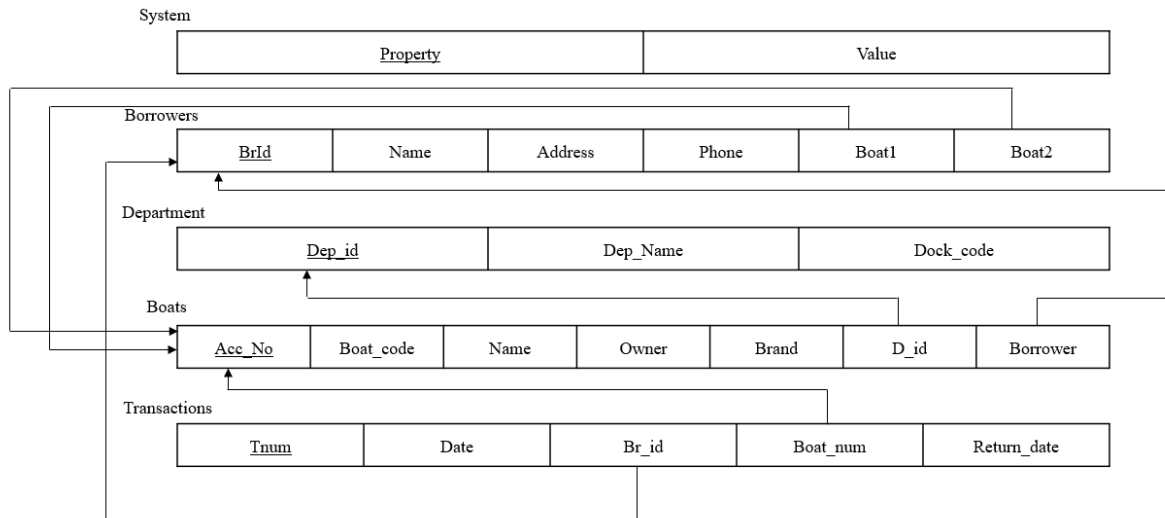 System
Property Value
Borrowers
BrId Name Address Phone Boat1 Boat2
Department
Dep_id Dep_Name Dock_code
Boats
Acc_No Boat_code Name Owner Brand D_id Borrower
Transactions
Tnum Date Br_id Boat_num Return_date